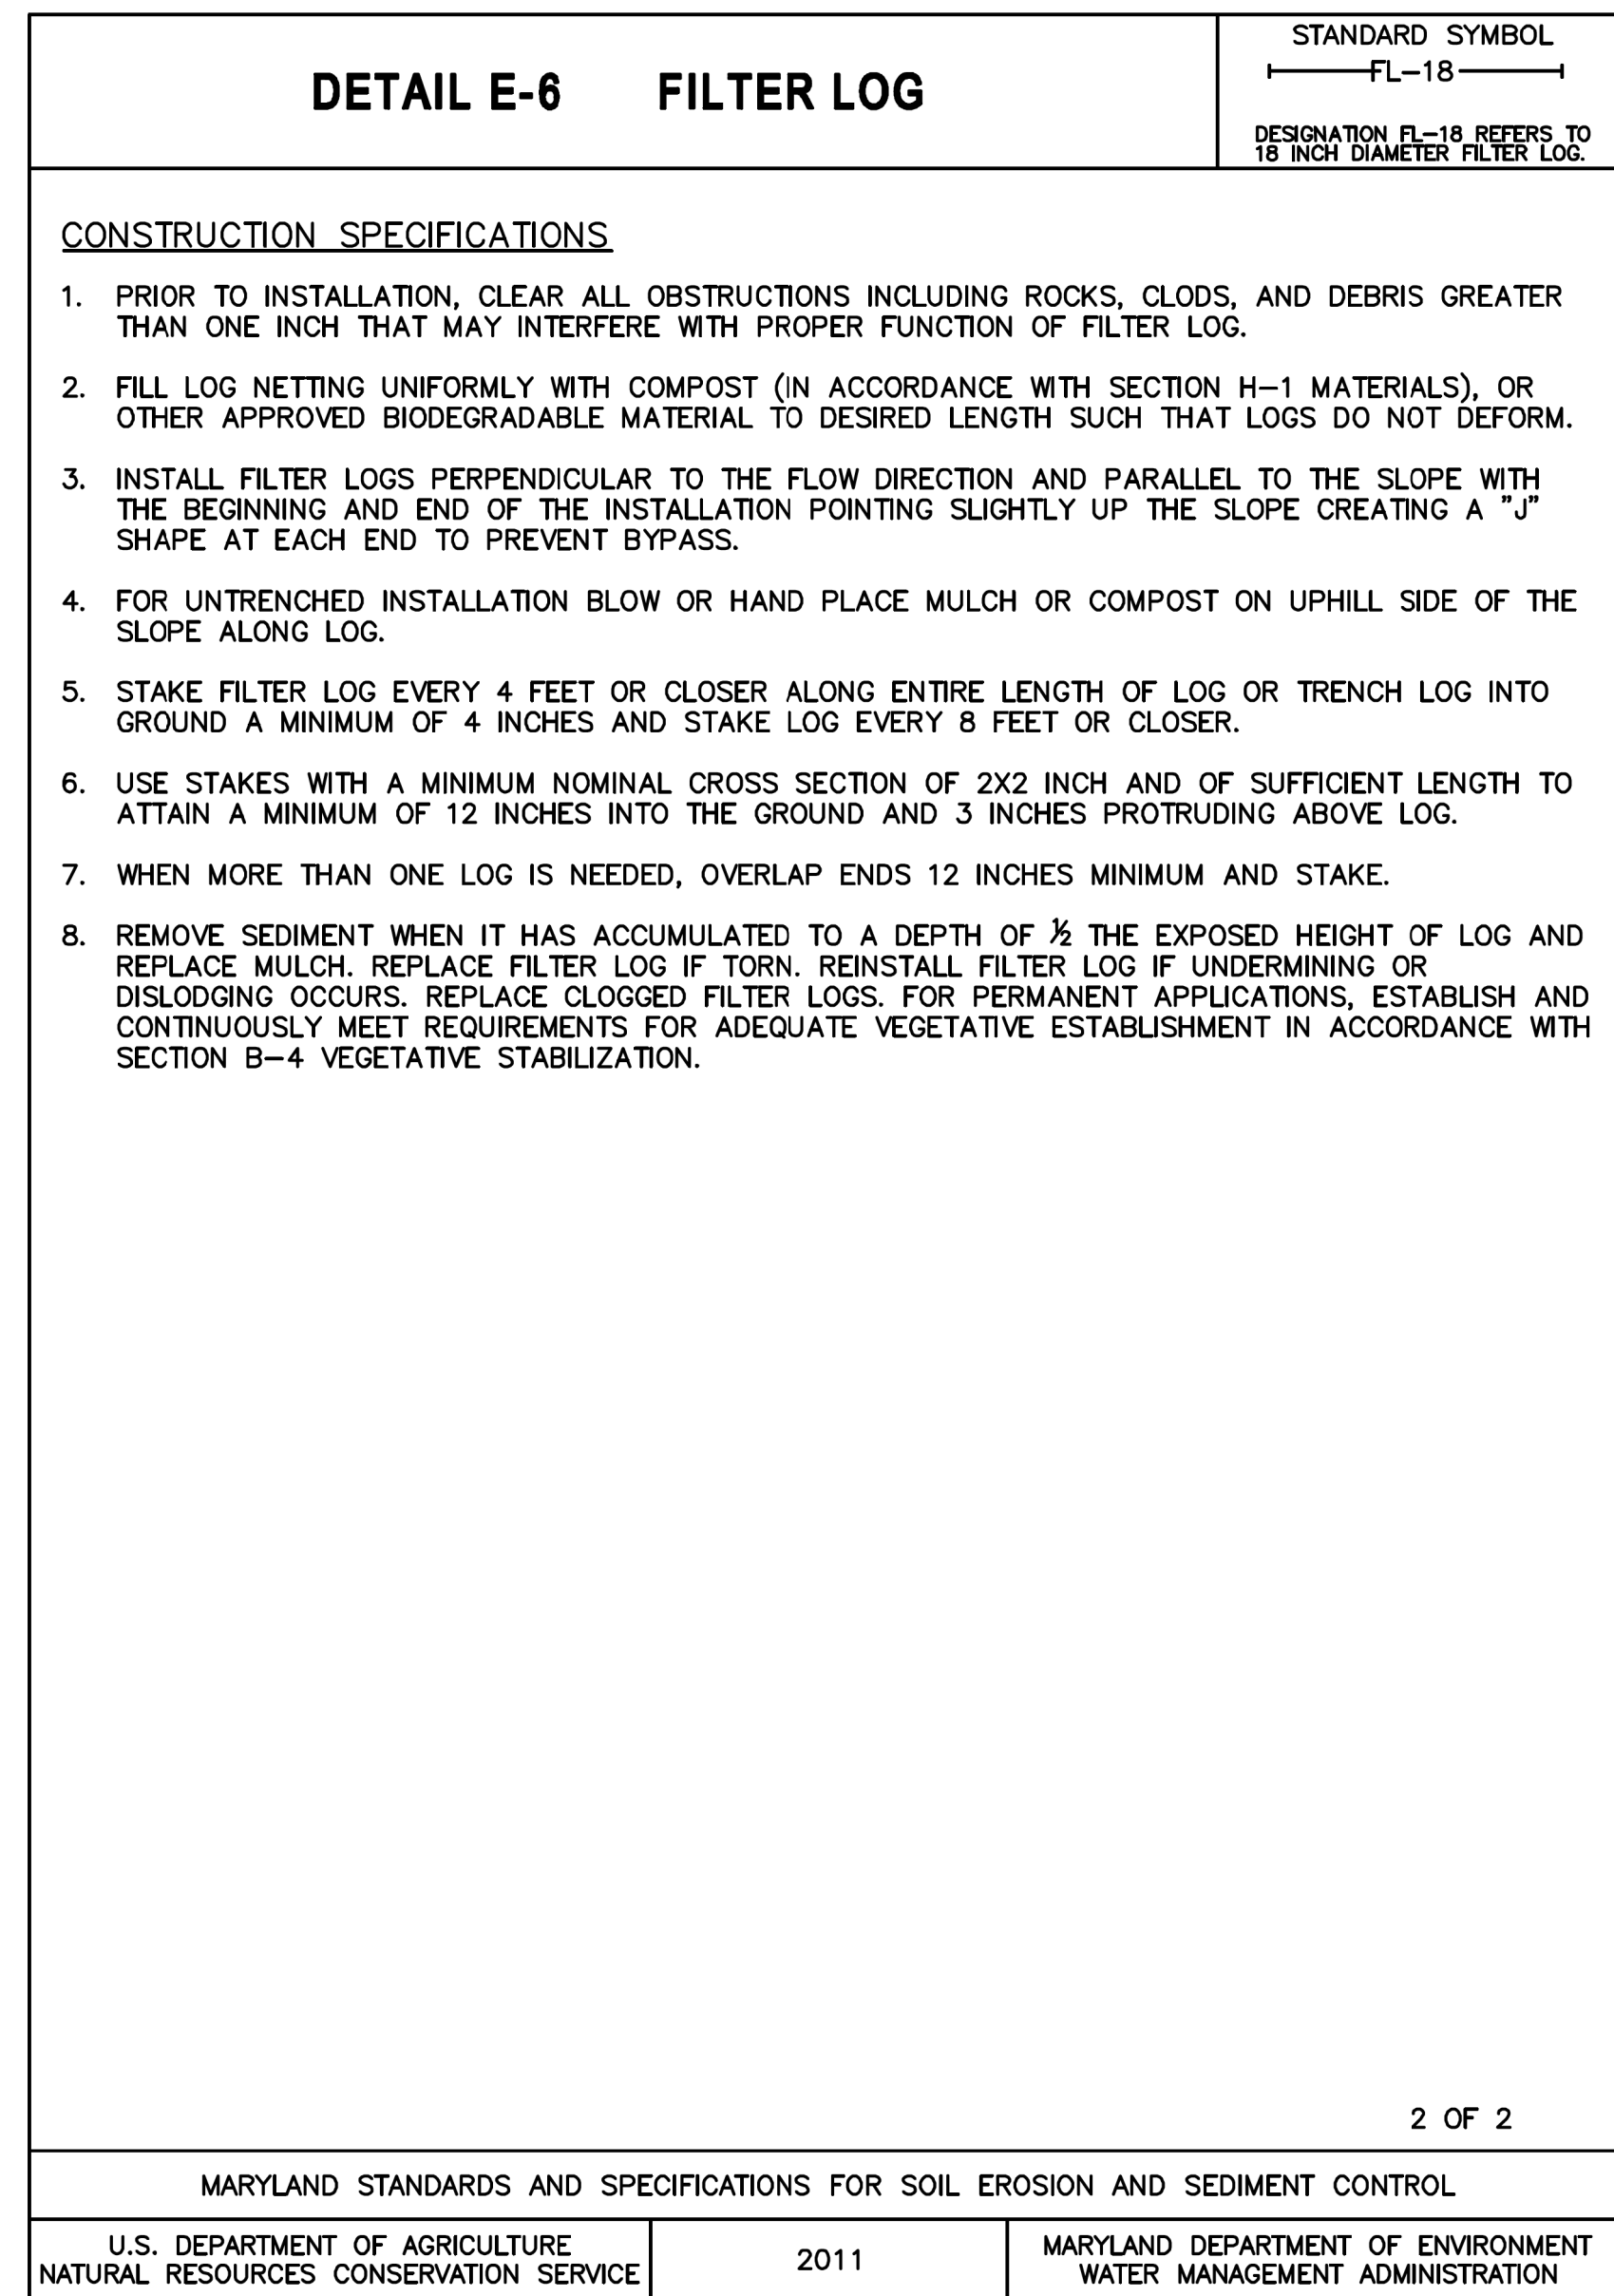 DETAIL E-6 FILTER LOG
STANDARD SYMBOL
FL-18
DESIGNATION FL-18 REFERS TO
18 INCH DIAMETER FILTER LOG.
CONSTRUCTION SPECIFICATIONS
1. PRIOR TO INSTALLATION, CLEAR ALL OBSTRUCTIONS INCLUDING ROCKS, CLODS, AND DEBRIS GREATER
THAN ONE INCH THAT MAY INTERFERE WITH PROPER FUNCTION OF FILTER LOG.
2. FILL LOG NETTING UNIFORMLY WITH COMPOST (IN ACCORDANCE WITH SECTION H-1 MATERIALS), OR
OTHER APPROVED BIODEGRADABLE MATERIAL TO DESIRED LENGTH SUCH THAT LOGS DO NOT DEFORM.
3. INSTALL FILTER LOGS PERPENDICULAR TO THE FLOW DIRECTION AND PARALLEL TO THE SLOPE WITH
THE BEGINNING AND END OF THE INSTALLATION POINTING SLIGHTLY UP THE SLOPE CREATING A "J"
SHAPE AT EACH END TO PREVENT BYPASS.
4. FOR UNTRENCHED INSTALLATION BLOW OR HAND PLACE MULCH OR COMPOST ON UPHILL SIDE OF THE
SLOPE ALONG LOG.
5. STAKE FILTER LOG EVERY 4 FEET OR CLOSER ALONG ENTIRE LENGTH OF LOG OR TRENCH LOG INTO
GROUND A MINIMUM OF 4 INCHES AND STAKE LOG EVERY 8 FEET OR CLOSER.
6. USE STAKES WITH A MINIMUM NOMINAL CROSS SECTION OF 2X2 INCH AND OF SUFFICIENT LENGTH TO
ATTAIN A MINIMUM OF 12 INCHES INTO THE GROUND AND 3 INCHES PROTRUDING ABOVE LOG.
7. WHEN MORE THAN ONE LOG IS NEEDED, OVERLAP ENDS 12 INCHES MINIMUM AND STAKE.
8. REMOVE SEDIMENT WHEN IT HAS ACCUMULATED TO A DEPTH OF ½ THE EXPOSED HEIGHT OF LOG AND
REPLACE MULCH. REPLACE FILTER LOG IF TORN. REINSTALL FILTER LOG IF UNDERMINING OR
DISLODGING OCCURS. REPLACE CLOGGED FILTER LOGS. FOR PERMANENT APPLICATIONS, ESTABLISH AND
CONTINUOUSLY MEET REQUIREMENTS FOR ADEQUATE VEGETATIVE ESTABLISHMENT IN ACCORDANCE WITH
SECTION B-4 VEGETATIVE STABILIZATION.
2 OF 2
MARYLAND STANDARDS AND SPECIFICATIONS FOR SOIL EROSION AND SEDIMENT CONTROL
U.S. DEPARTMENT OF AGRICULTURE
NATURAL RESOURCES CONSERVATION SERVICE
2011
MARYLAND DEPARTMENT OF ENVIRONMENT
WATER MANAGEMENT ADMINISTRATION